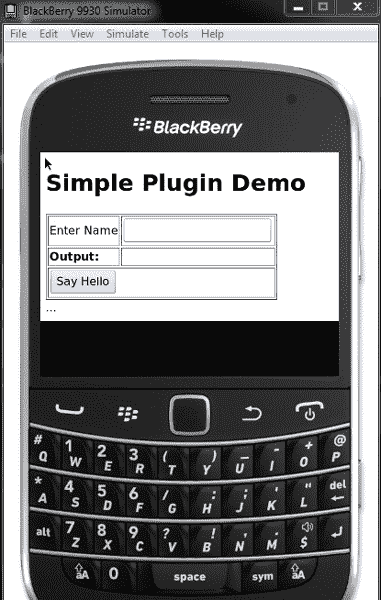 BlackBerry 9930 Simulator
File Edit View Simulate Tools Help
BlackBerry
Simple Plugin Demo
Enter Name
Output:
Say Hello
...
# 1 2 3 ( ) _ - + @
Q W E R T Y U I O P
* 4 5 6 / : ; ' " del
A S D F G H J K L
alt 7 8 9 ? ! , . $
Z X C V B N M
aA 0 space sym aA